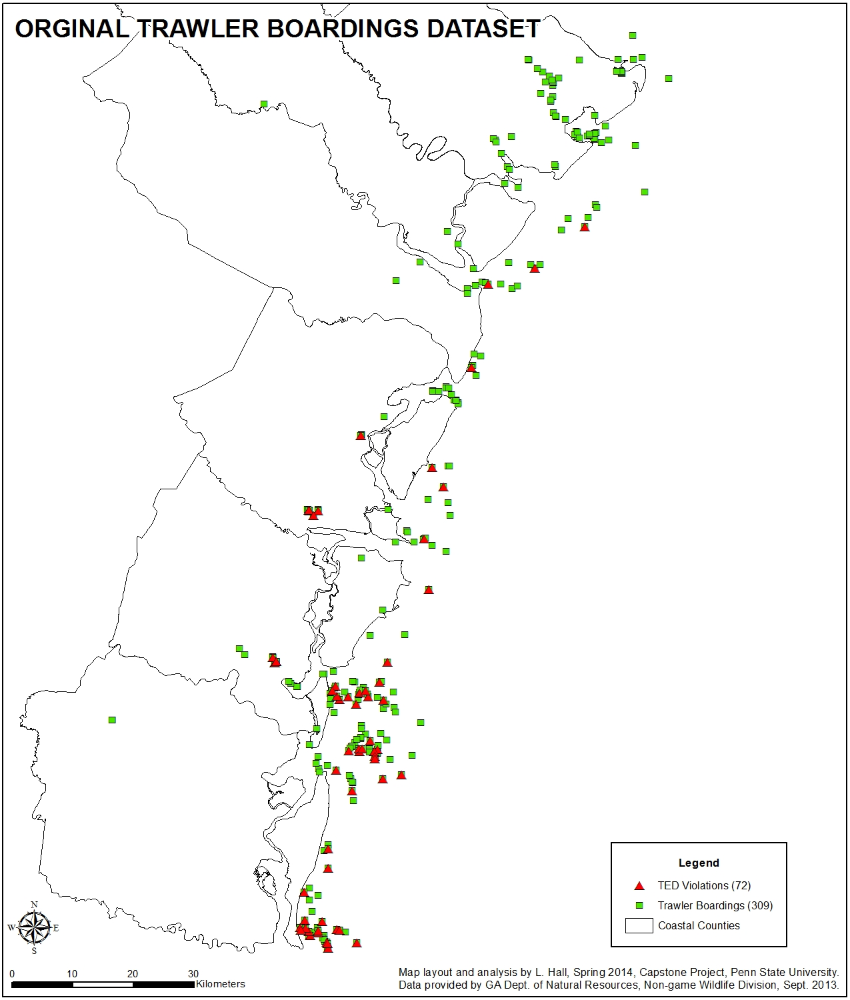 ORGINAL TRAWLER BOARDINGS DATASET
Legend
TED Violations (72)
Trawler Boardings (309)
Coastal Counties
N
W E
S
0 10 20 30
Kilometers
Map layout and analysis by L. Hall, Spring 2014, Capstone Project, Penn State University.
Data provided by GA Dept. of Natural Resources, Non-game Wildlife Division, Sept. 2013.